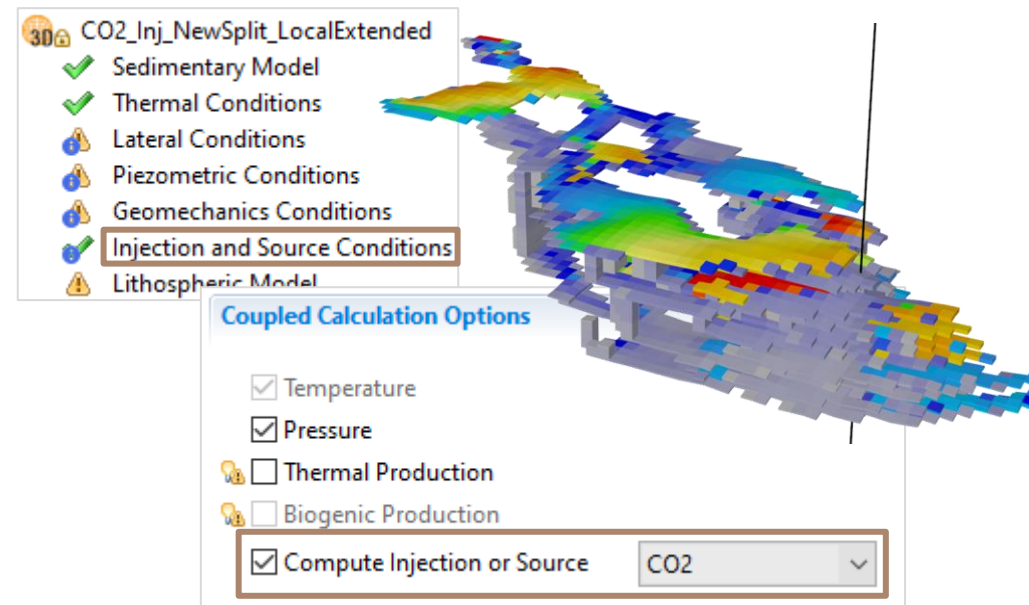 3D CO2_Inj_NewSplit_LocalExtended
Sedimentary Model
Thermal Conditions
Lateral Conditions
Piezometric Conditions
Geomechanics Conditions
Injection and Source Conditions
Lithospheric Model
Coupled Calculation Options
Temperature
Pressure
Thermal Production
Biogenic Production
Compute Injection or Source CO2